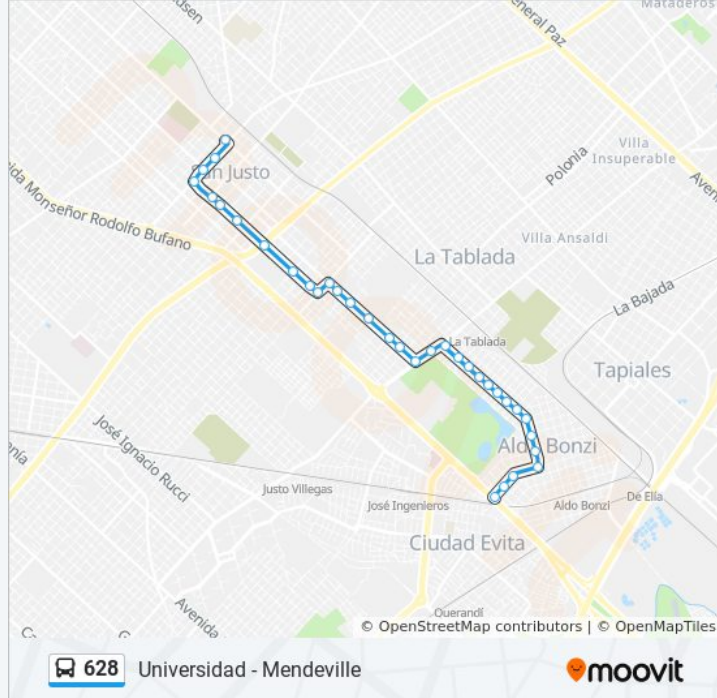 Mataderos
General Paz
Villa
Insuperable
Polonia
San Justo
Monseñor Rodolfo Bufano
Villa Ansaldi
La Tablada
La Bajada
La Tablada
Tapiales
Aldo Bonzi
José Ignacio Rucci
Justo Villegas
José Ingenieros
Aldo Bonzi
De Elía
Ciudad Evita
Avenida
Querandí
© OpenStreetMap contributors | © OpenMapTiles
628 Universidad - Mendeville
moovit